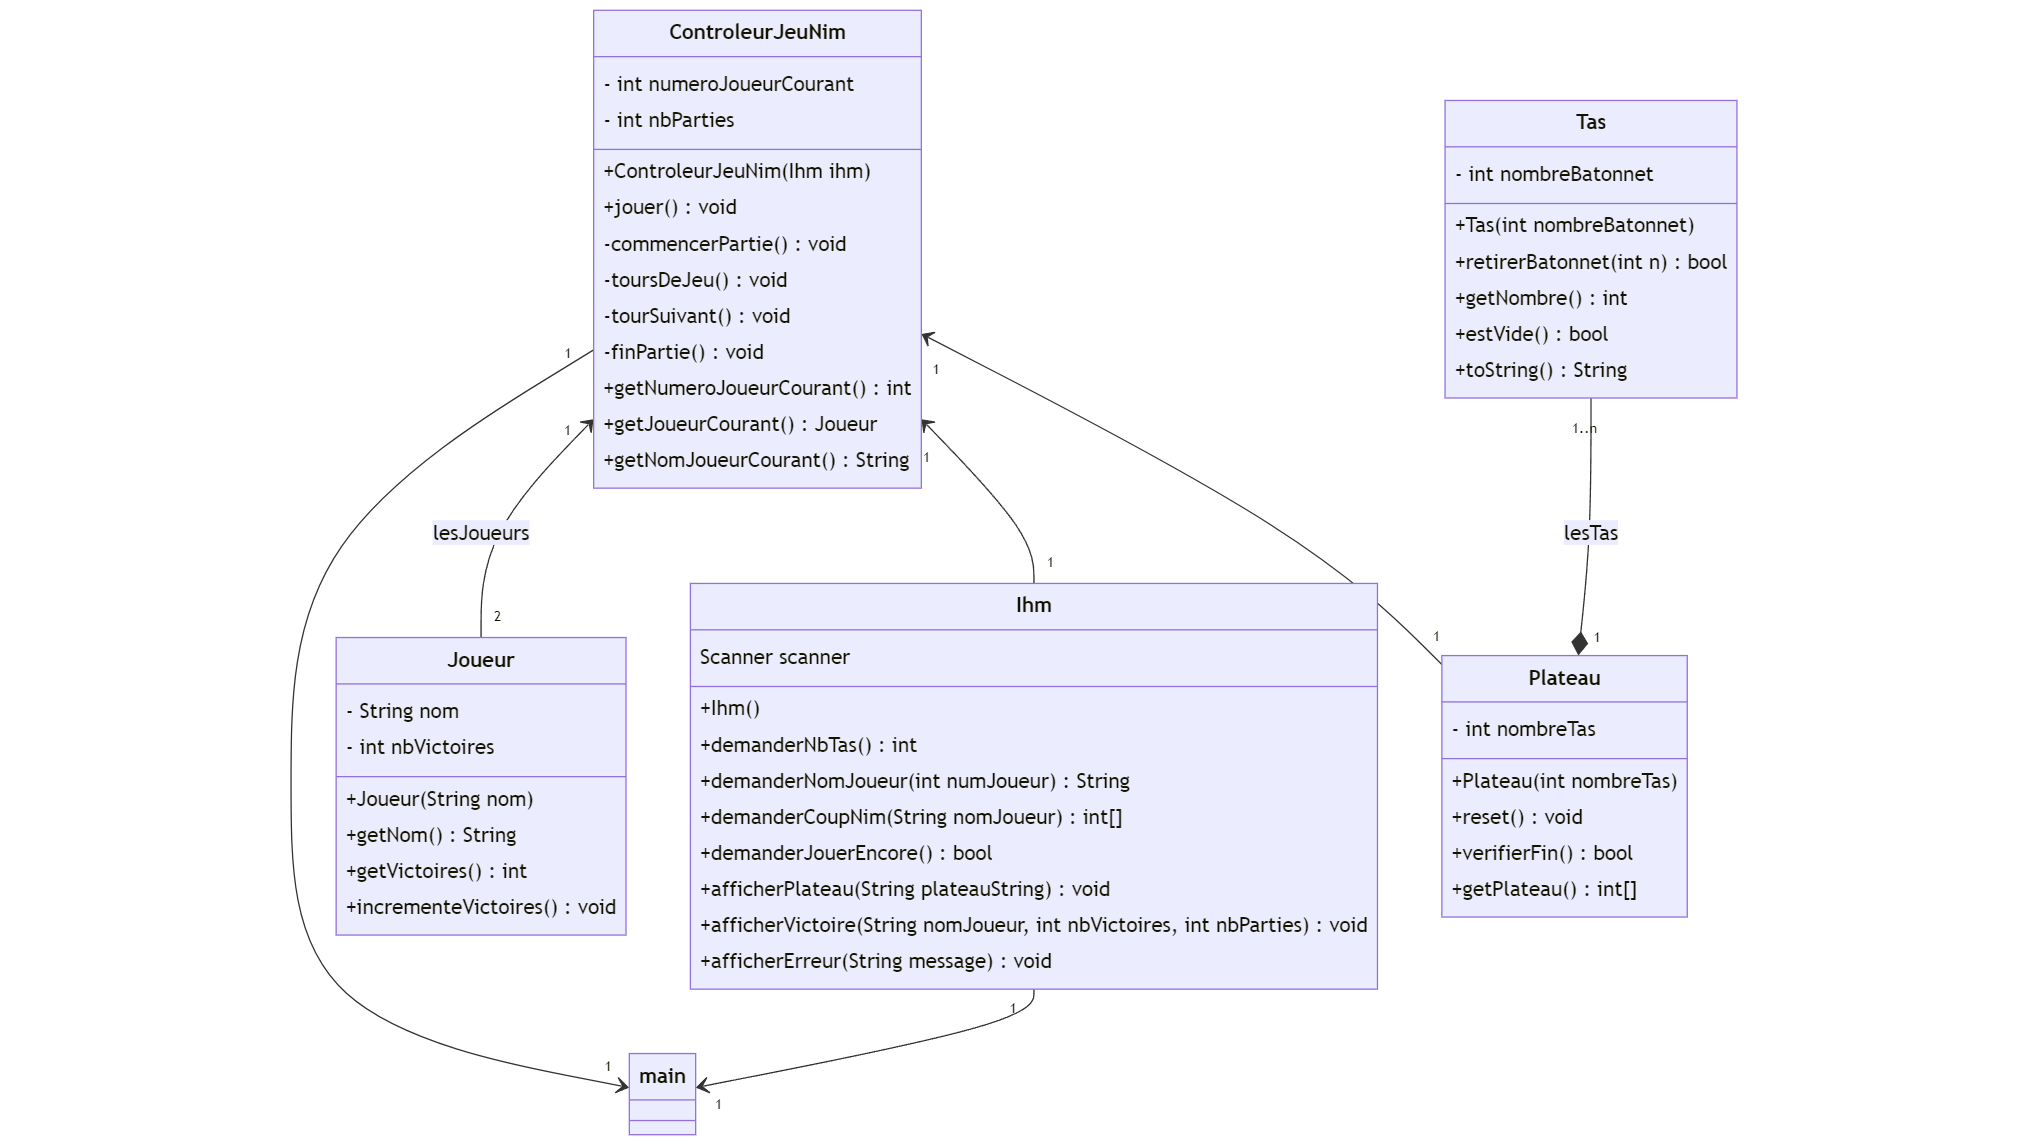 ControleurJeuNim
- int numeroJoueurCourant
- int nbParties
+ControleurJeuNim(Ihm ihm)
+jouer() : void
-commencerPartie() : void
-toursDeJeu() : void
-tourSuivant() : void
-finPartie() : void
+getNumeroJoueurCourant() : int
+getJoueurCourant() : Joueur
+getNomJoueurCourant() : String
Tas
- int nombreBatonnet
+Tas(int nombreBatonnet)
+retirerBatonnet(int n) : bool
+getNombre() : int
+estVide() : bool
+toString() : String
1
1
1
1
1..n
lesJoueurs
lesTas
2
1
1
1
Joueur
- String nom
- int nbVictoires
+Joueur(String nom)
+getNom() : String
+getVictoires() : int
+incrementeVictoires() : void
Ihm
Scanner scanner
+Ihm()
+demanderNbTas() : int
+demanderNomJoueur(int numJoueur) : String
+demanderCoupNim(String nomJoueur) : int[]
+demanderJouerEncore() : bool
+afficherPlateau(String plateauString) : void
+afficherVictoire(String nomJoueur, int nbVictoires, int nbParties) : void
+afficherErreur(String message) : void
Plateau
- int nombreTas
+Plateau(int nombreTas)
+reset() : void
+verifierFin() : bool
+getPlateau() : int[]
1
1
main
1